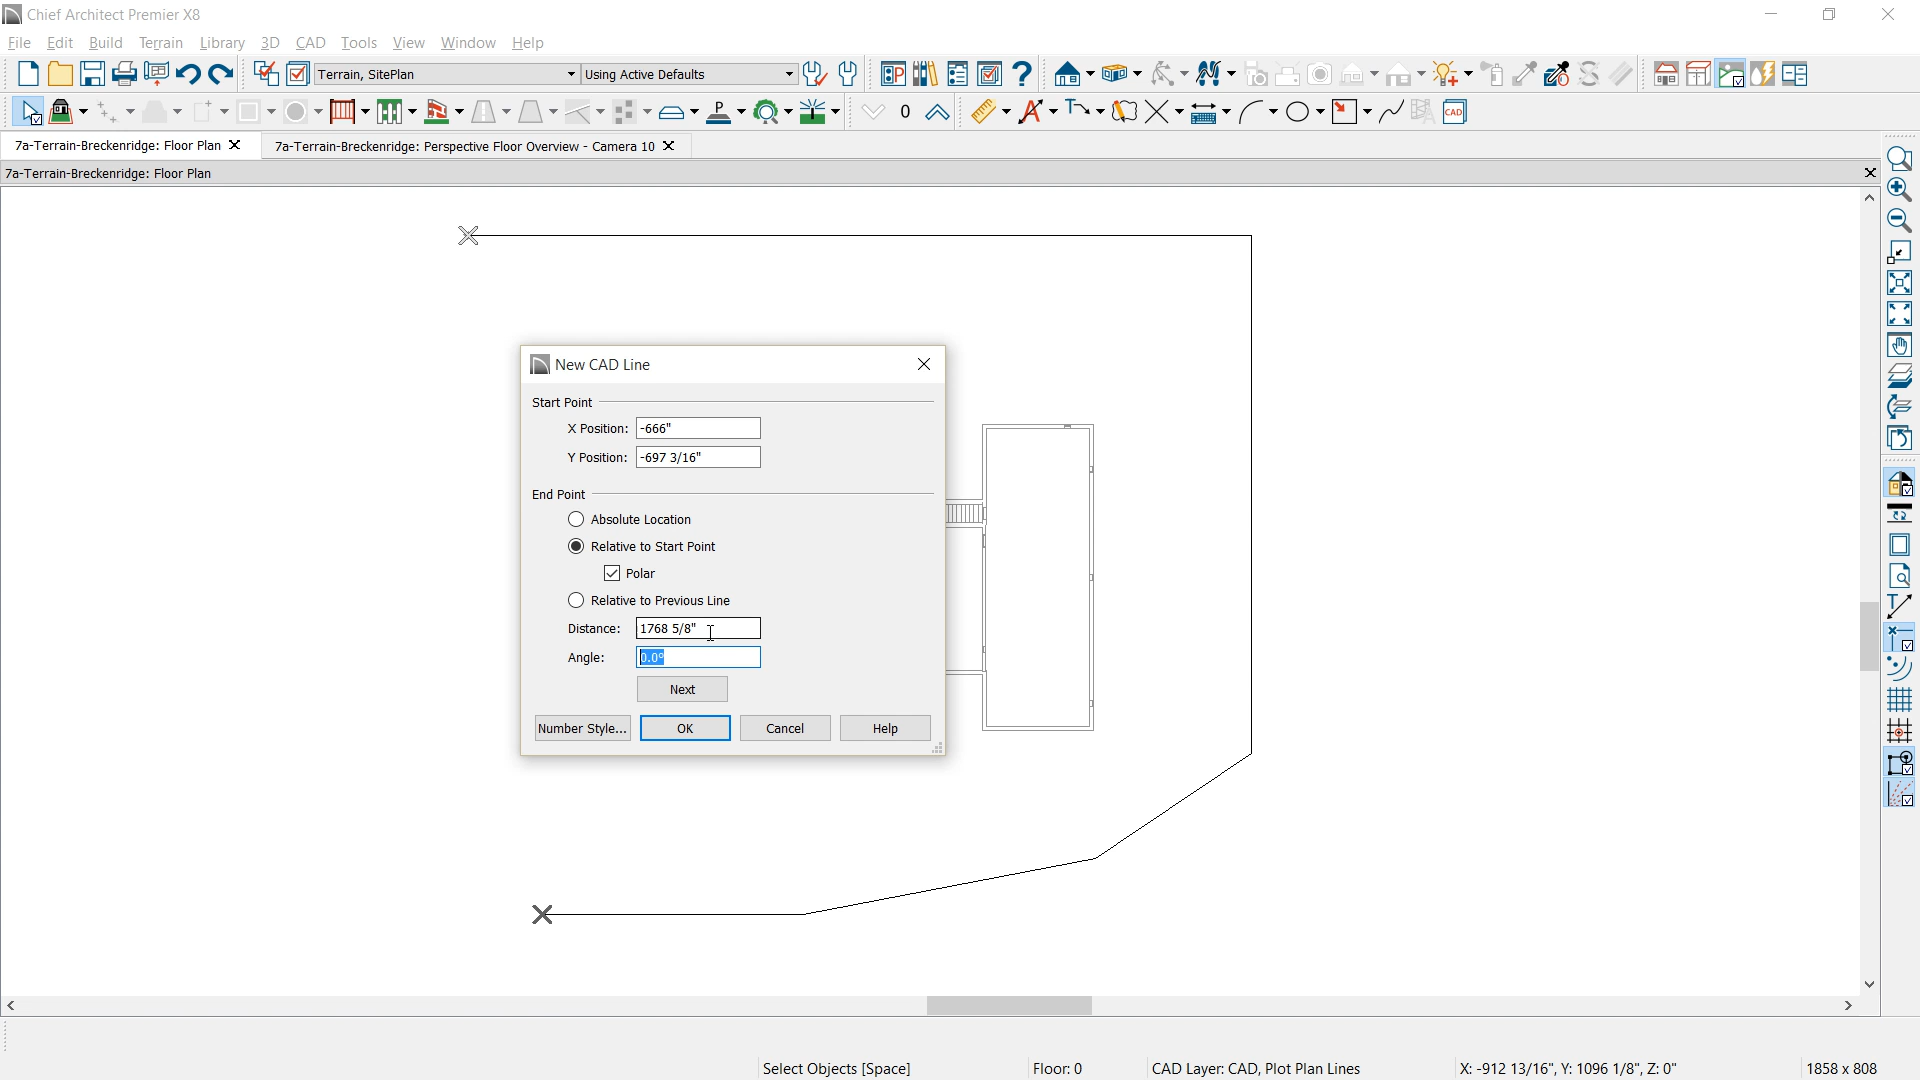 Chief Architect Premier X8
File Edit Build Terrain Library 3D CAD Tools View Window Help
Terrain, SitePlan Using Active Defaults
P 0 CAD
7a-Terrain-Breckenridge: Floor Plan 7a-Terrain-Breckenridge: Perspective Floor Overview - Camera 10
7a-Terrain-Breckenridge: Floor Plan
New CAD Line
Start Point
X Position: -666"
Y Position: -697 3/16"
End Point
Absolute Location
Relative to Start Point
Polar
Relative to Previous Line
Distance: 1768 5/8"
Angle: 0.0°
Next
Number Style... OK Cancel Help
Select Objects [Space] Floor: 0 CAD Layer: CAD, Plot Plan Lines X: -912 13/16", Y: 1096 1/8", Z: 0" 1858 x 808